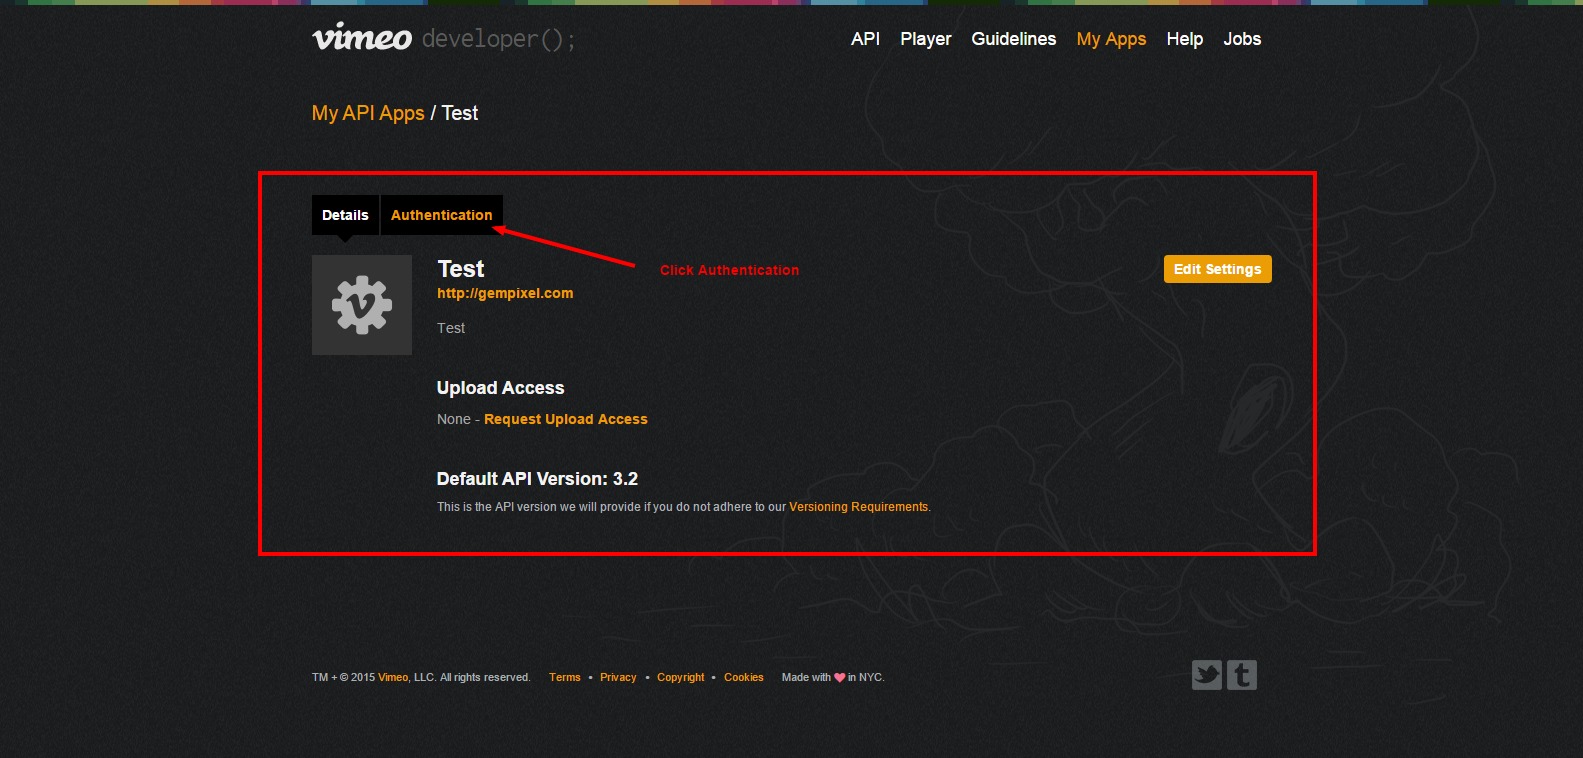 vimeo developer();
API Player Guidelines My Apps Help Jobs
My API Apps / Test
Details Authentication
Click Authentication
Test
Edit Settings
http://gempixel.com
Test
Upload Access
None - Request Upload Access
Default API Version: 3.2
This is the API version we will provide if you do not adhere to our Versioning Requirements.
TM + © 2015 Vimeo, LLC. All rights reserved. Terms • Privacy • Copyright • Cookies Made with ♥ in NYC.